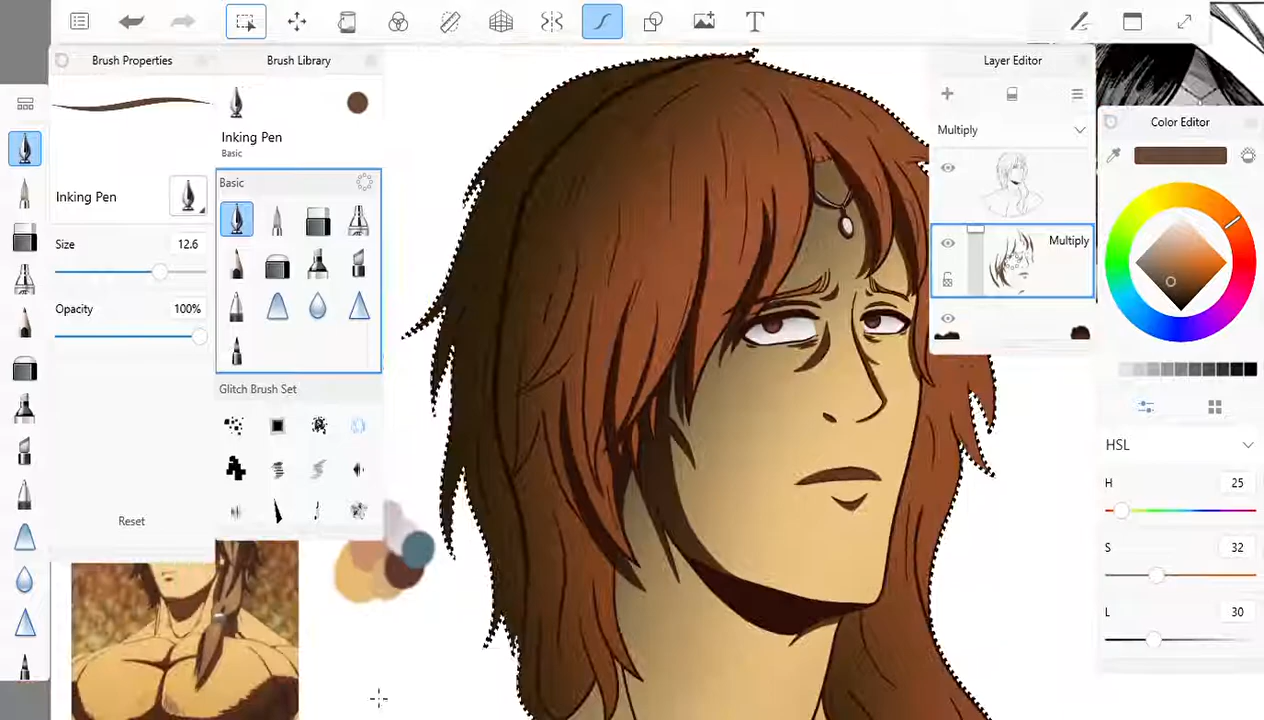 Brush Properties
Brush Library
Layer Editor
Inking Pen
Basic
Multiply
Color Editor
Basic
Inking Pen
Size 12.6
Multiply
Opacity 100%
Glitch Brush Set
HSL
H 25
Reset
S 32
L 30